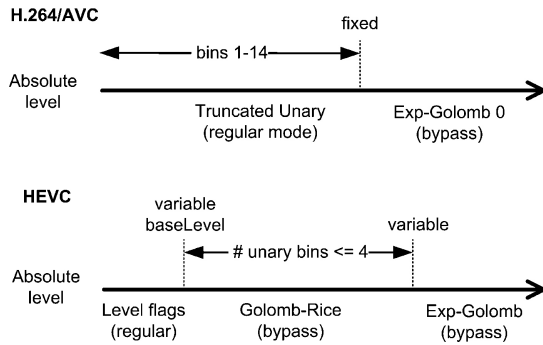 H.264/AVC
fixed
bins 1-14
Absolute
level
Truncated Unary
(regular mode)
Exp-Golomb 0
(bypass)
HEVC
variable
baseLevel
variable
# unary bins <= 4
Absolute
level
Level flags
(regular)
Golomb-Rice
(bypass)
Exp-Golomb
(bypass)